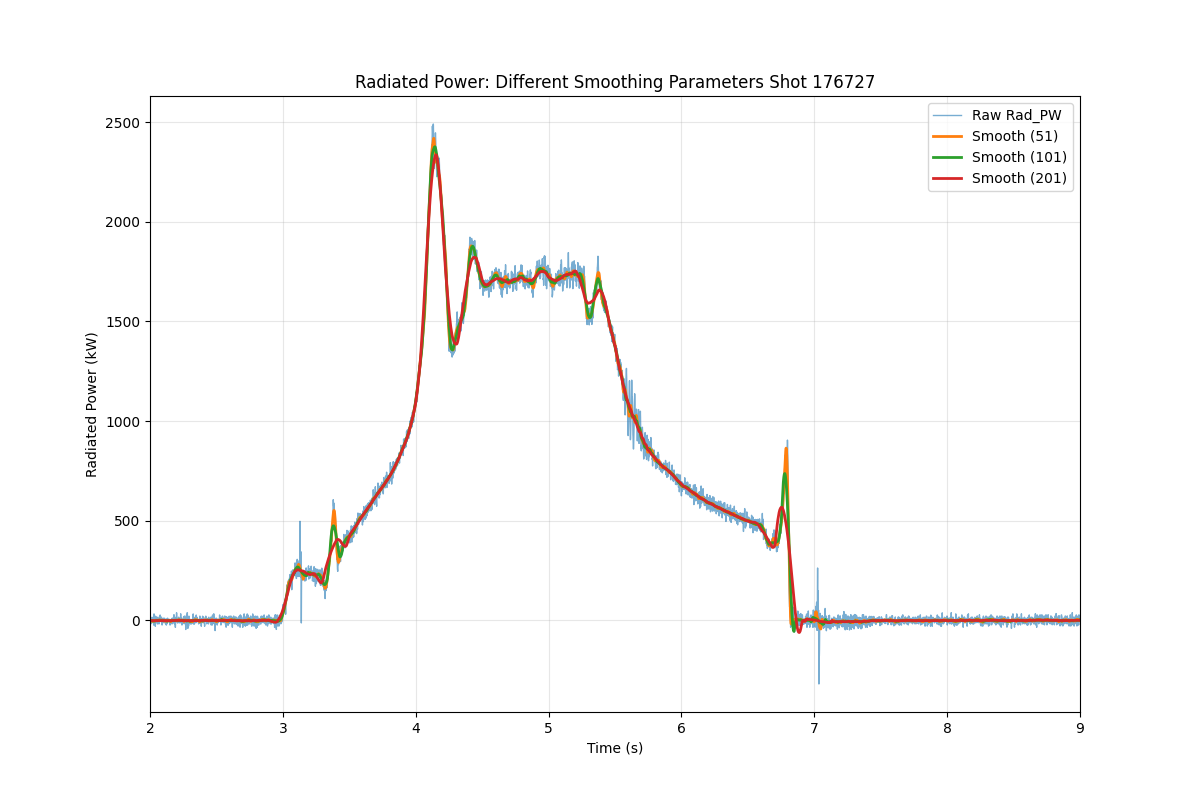 Radiated Power: Different Smoothing Parameters Shot 176727
Raw Rad_PW
Smooth (51)
Smooth (101)
Smooth (201)
Radiated Power (kW)
2500
2000
1500
1000
500
0
2 3 4 5 6 7 8 9
Time (s)